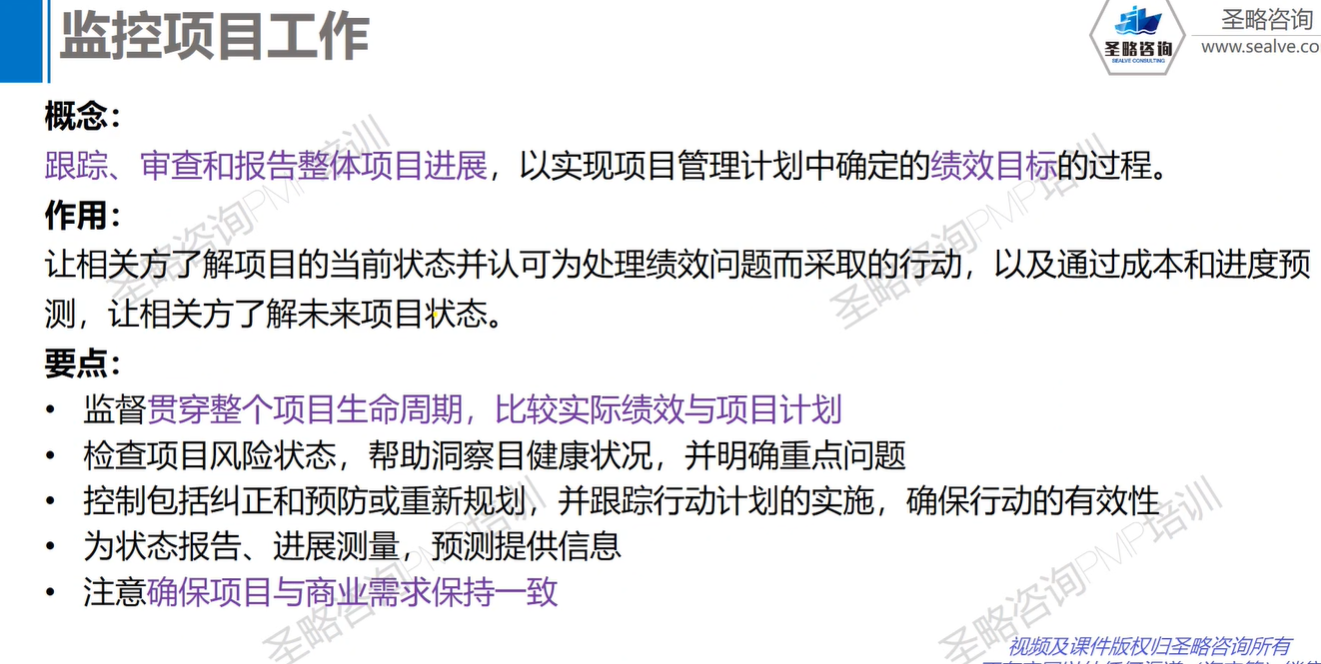 监控项目工作
圣略咨询
SEALVE CONSULTING
圣略咨询
www.sealve.co
概念：
跟踪、审查和报告整体项目进展，以实现项目管理计划中确定的绩效目标的过程。
作用：
让相关方了解项目的当前状态并认可为处理绩效问题而采取的行动，以及通过成本和进度预
测，让相关方了解未来项目状态。
要点：
• 监督贯穿整个项目生命周期，比较实际绩效与项目计划
• 检查项目风险状态，帮助洞察目健康状况，并明确重点问题
• 控制包括纠正和预防或重新规划，并跟踪行动计划的实施，确保行动的有效性
• 为状态报告、进展测量，预测提供信息
• 注意确保项目与商业需求保持一致
圣略咨询PMP培训
圣略咨询PMP培训
圣略咨询PMP培训
圣略咨询PMP培训
视频及课件版权归圣略咨询所有